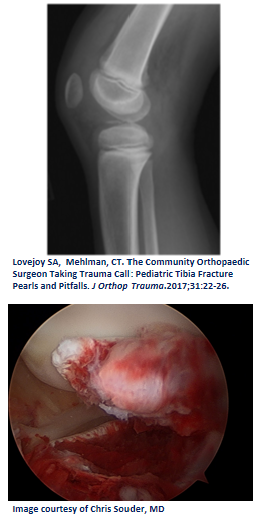 Lovejoy SA, Mehlman, CT. The Community Orthopaedic
Surgeon Taking Trauma Call: Pediatric Tibia Fracture
Pearls and Pitfalls. J Orthop Trauma.2017;31:22-26.
Image courtesy of Chris Souder, MD